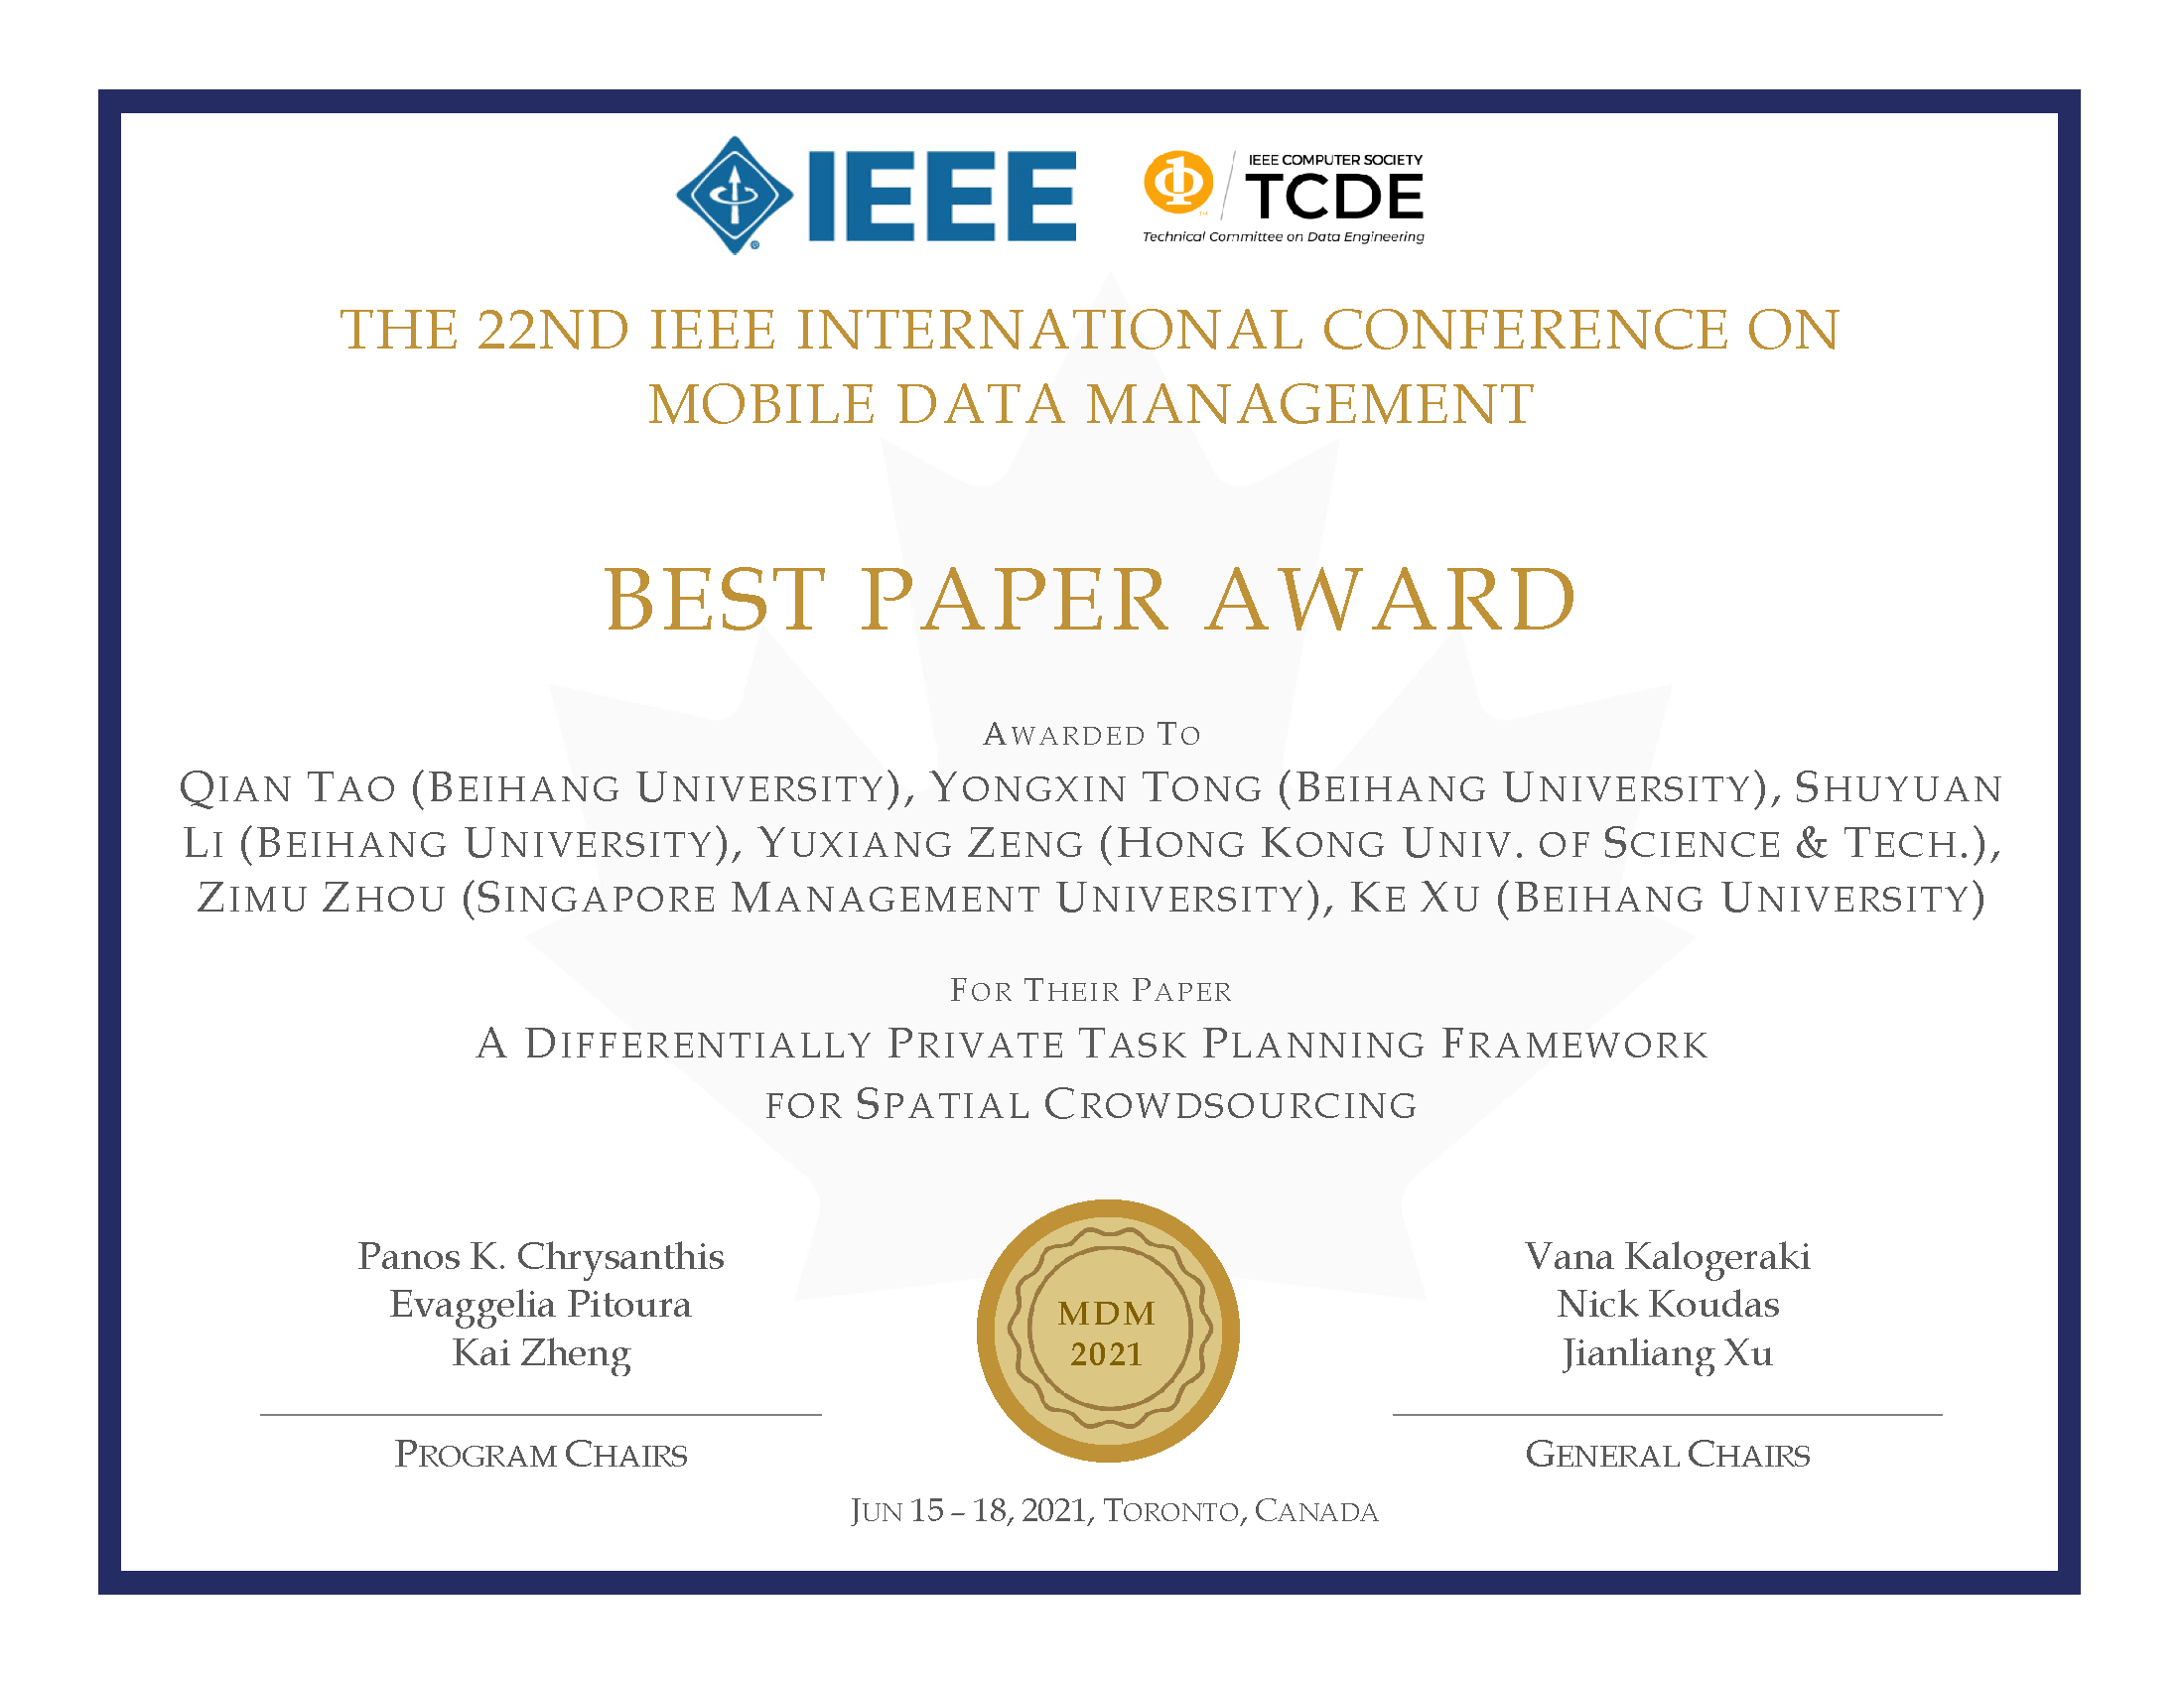 IEEE
IEEE COMPUTER SOCIETY
TCDE
Technical Committee on Data Engineering
THE 22ND IEEE INTERNATIONAL CONFERENCE ON
MOBILE DATA MANAGEMENT
BEST PAPER AWARD
AWARDED TO
QIAN TAO (BEIHANG UNIVERSITY), YONGXIN TONG (BEIHANG UNIVERSITY), SHUYUAN
LI (BEIHANG UNIVERSITY), YUXIANG ZENG (HONG KONG UNIV. OF SCIENCE & TECH.),
ZIMU ZHOU (SINGAPORE MANAGEMENT UNIVERSITY), KE XU (BEIHANG UNIVERSITY)
FOR THEIR PAPER
A DIFFERENTIALLY PRIVATE TASK PLANNING FRAMEWORK
FOR SPATIAL CROWDSOURCING
Panos K. Chrysanthis
Evaggelia Pitoura
Kai Zheng
PROGRAM CHAIRS
MDM
2021
Vana Kalogeraki
Nick Koudas
Jianliang Xu
GENERAL CHAIRS
JUN 15 – 18, 2021, TORONTO, CANADA